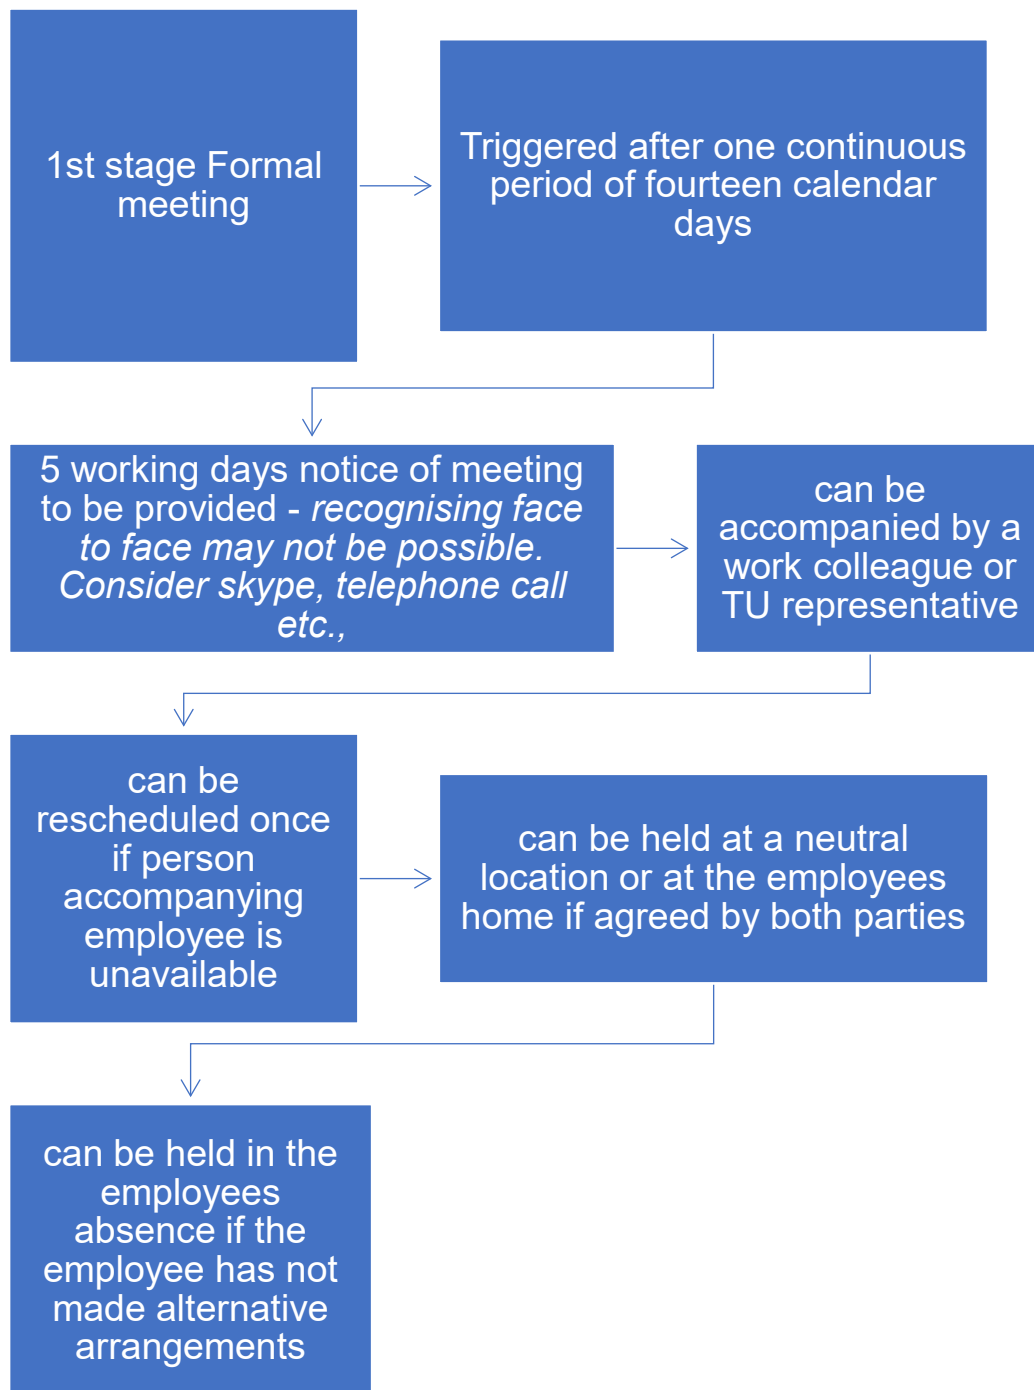 1st stage Formal
meeting
Triggered after one continuous
period of fourteen calendar
days
5 working days notice of meeting
to be provided - recognising face
to face may not be possible.
Consider skype, telephone call
etc.,
can be
accompanied by a
work colleague or
TU representative
can be
rescheduled once
if person
accompanying
employee is
unavailable
can be held at a neutral
location or at the employees
home if agreed by both parties
can be held in the
employees
absence if the
employee has not
made alternative
arrangements